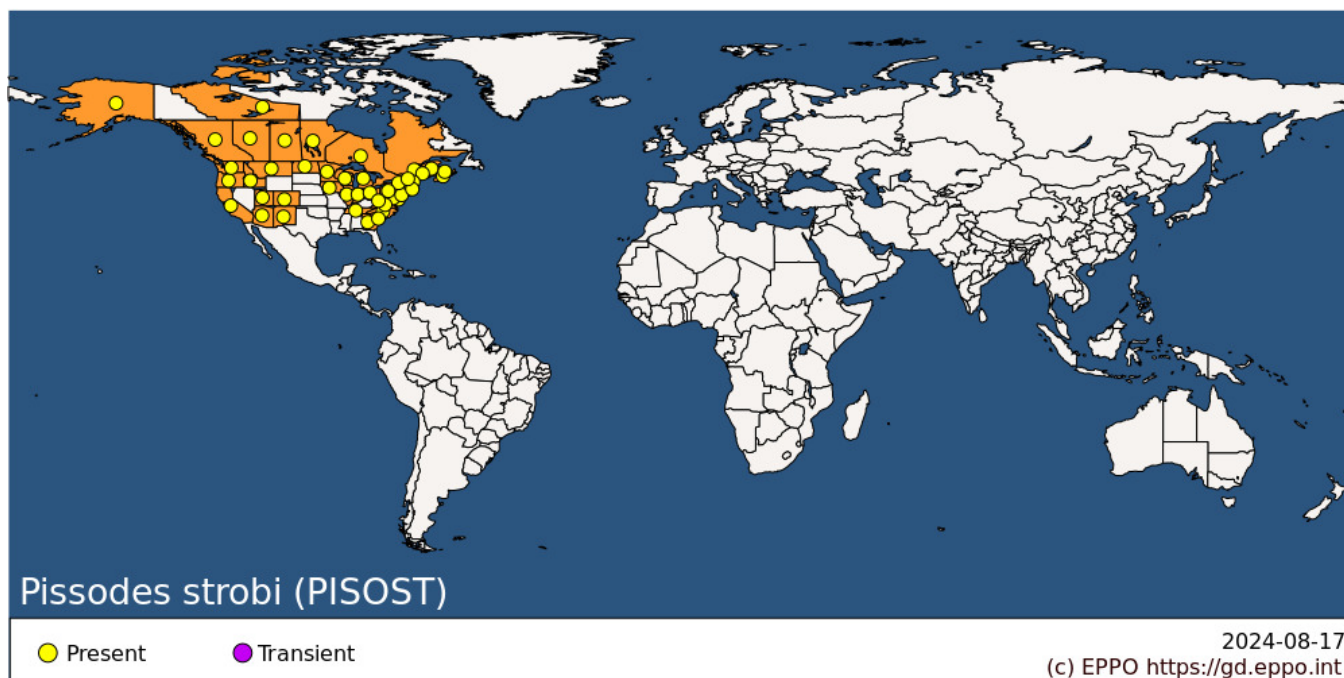 Pissodes strobi (PISOST)
Present
Transient
2024-08-17
(c) EPPO https://gd.eppo.int